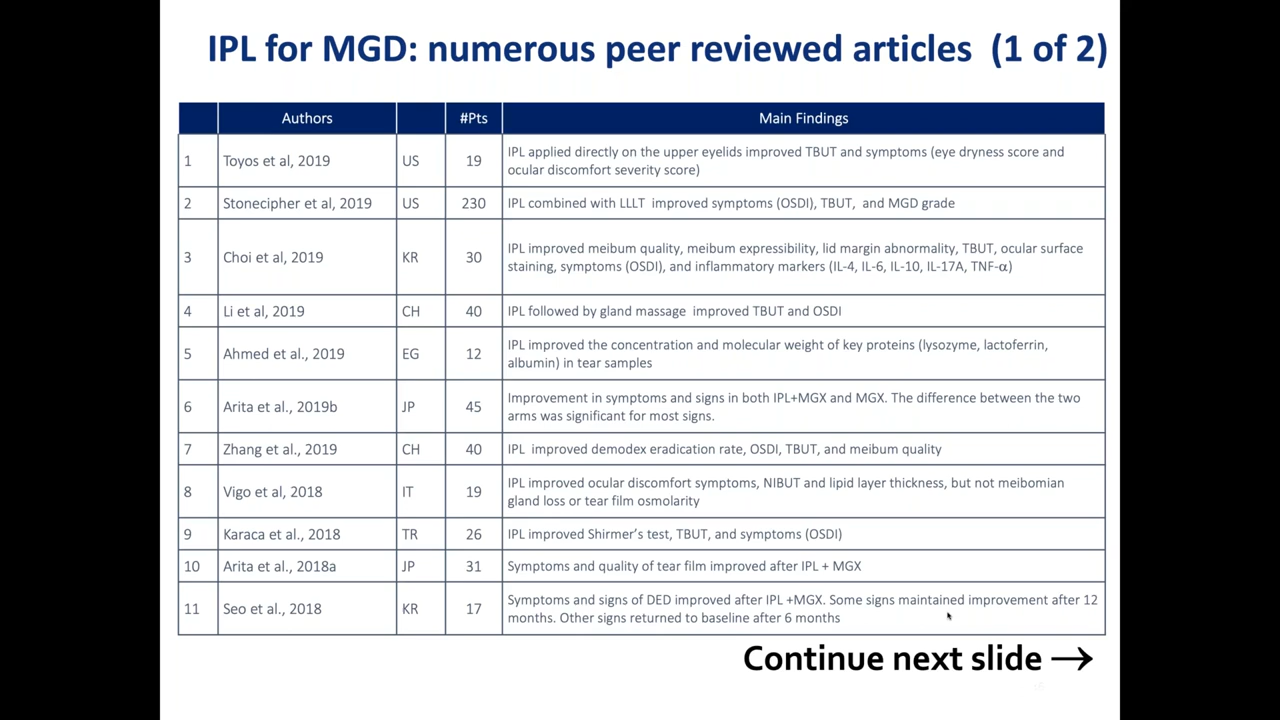 IPL for MGD: numerous peer reviewed articles (1 of 2)
Authors #Pts Main Findings
1 Toyos et al, 2019 US 19 IPL applied directly on the upper eyelids improved TBUT and symptoms (eye dryness score and
ocular discomfort severity score)
2 Stonecipher et al, 2019 US 230 IPL combined with LLLT improved symptoms (OSDI), TBUT, and MGD grade
3 Choi et al, 2019 KR 30 IPL improved meibum quality, meibum expressibility, lid margin abnormality, TBUT, ocular surface
staining, symptoms (OSDI), and inflammatory markers (IL-4, IL-6, IL-10, IL-17A, TNF-α)
4 Li et al, 2019 CH 40 IPL followed by gland massage improved TBUT and OSDI
5 Ahmed et al., 2019 EG 12 IPL improved the concentration and molecular weight of key proteins (lysozyme, lactoferrin,
albumin) in tear samples
6 Arita et al., 2019b JP 45 Improvement in symptoms and signs in both IPL+MGX and MGX. The difference between the two
arms was significant for most signs.
7 Zhang et al., 2019 CH 40 IPL improved demodex eradication rate, OSDI, TBUT, and meibum quality
8 Vigo et al, 2018 IT 19 IPL improved ocular discomfort symptoms, NIBUT and lipid layer thickness, but not meibomian
gland loss or tear film osmolarity
9 Karaca et al., 2018 TR 26 IPL improved Shirmer's test, TBUT, and symptoms (OSDI)
10 Arita et al., 2018a JP 31 Symptoms and quality of tear film improved after IPL + MGX
11 Seo et al., 2018 KR 17 Symptoms and signs of DED improved after IPL +MGX. Some signs maintained improvement after 12
months. Other signs returned to baseline after 6 months
Continue next slide →